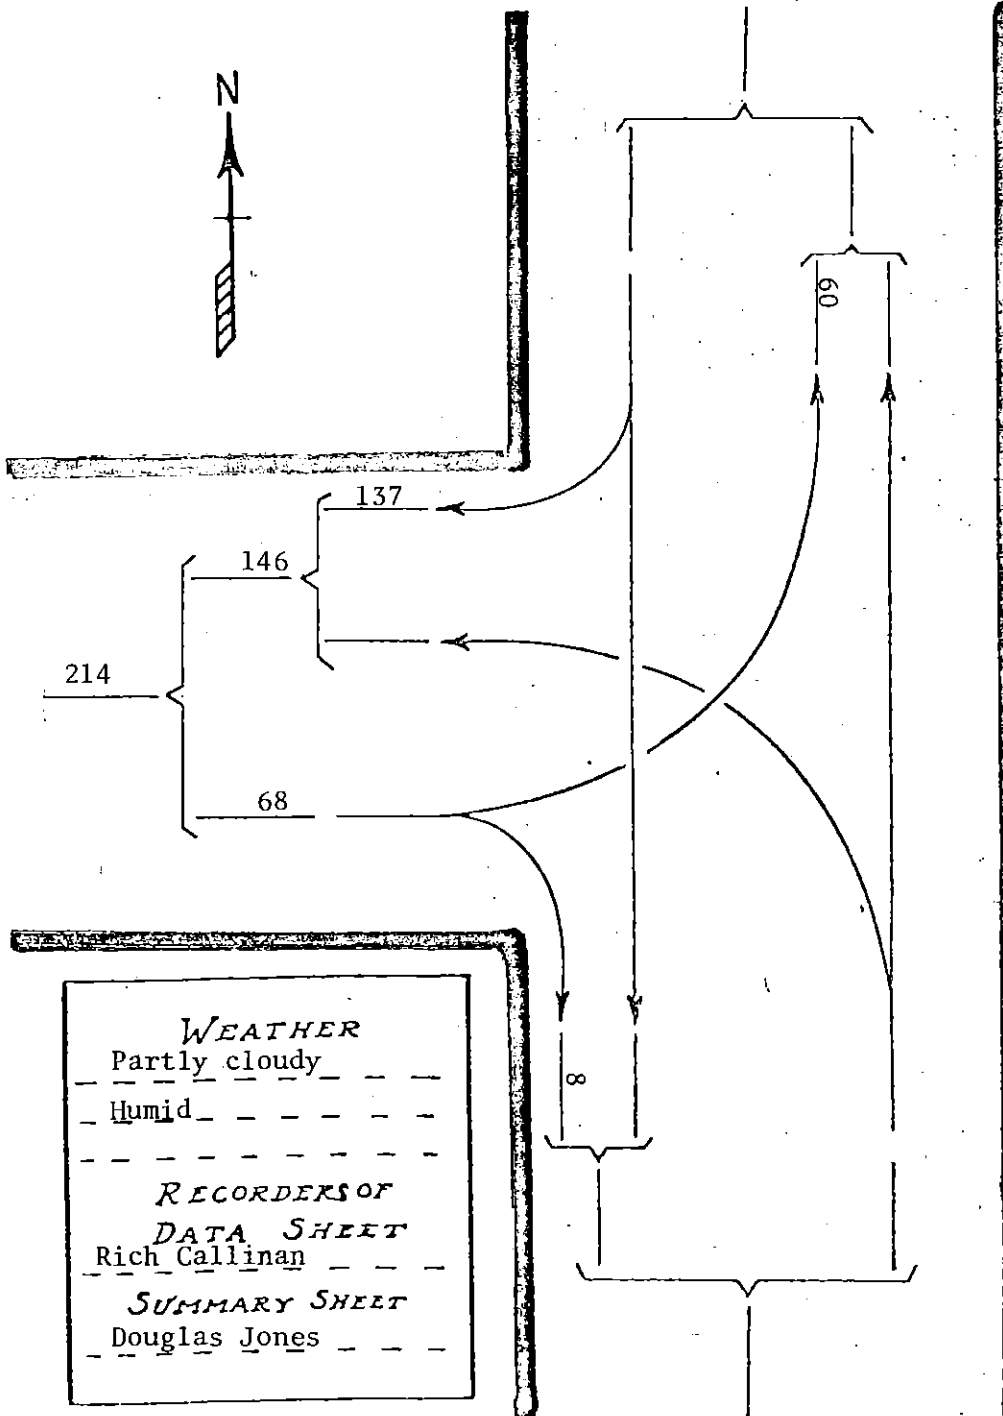 N
60
137
146
214
68
8
WEATHER
Partly cloudy
Humid
RECORDERS OF
DATA SHEET
Rich Callinan
SUMMARY SHEET
Douglas Jones